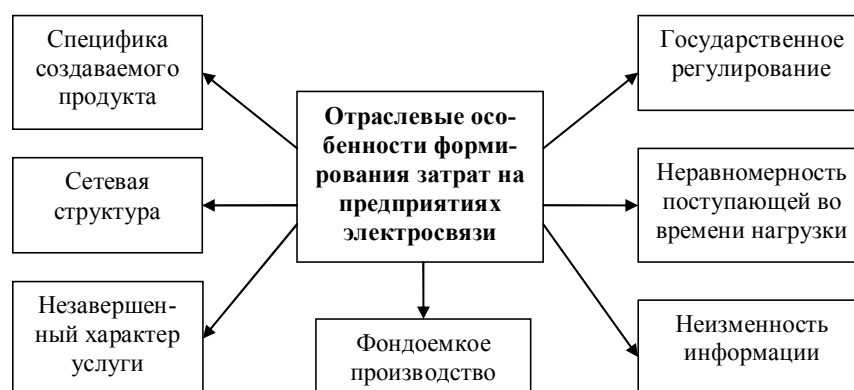 Специфика
создаваемого
продукта
Государственное
регулирование
Отраслевые осо-
бенности форми-
рования затрат на
предприятиях
электросвязи
Сетевая
структура
Неравномерность
поступающей во
времени нагрузки
Незавершен-
ный характер
услуги
Фондоемкое
производство
Неизменность
информации